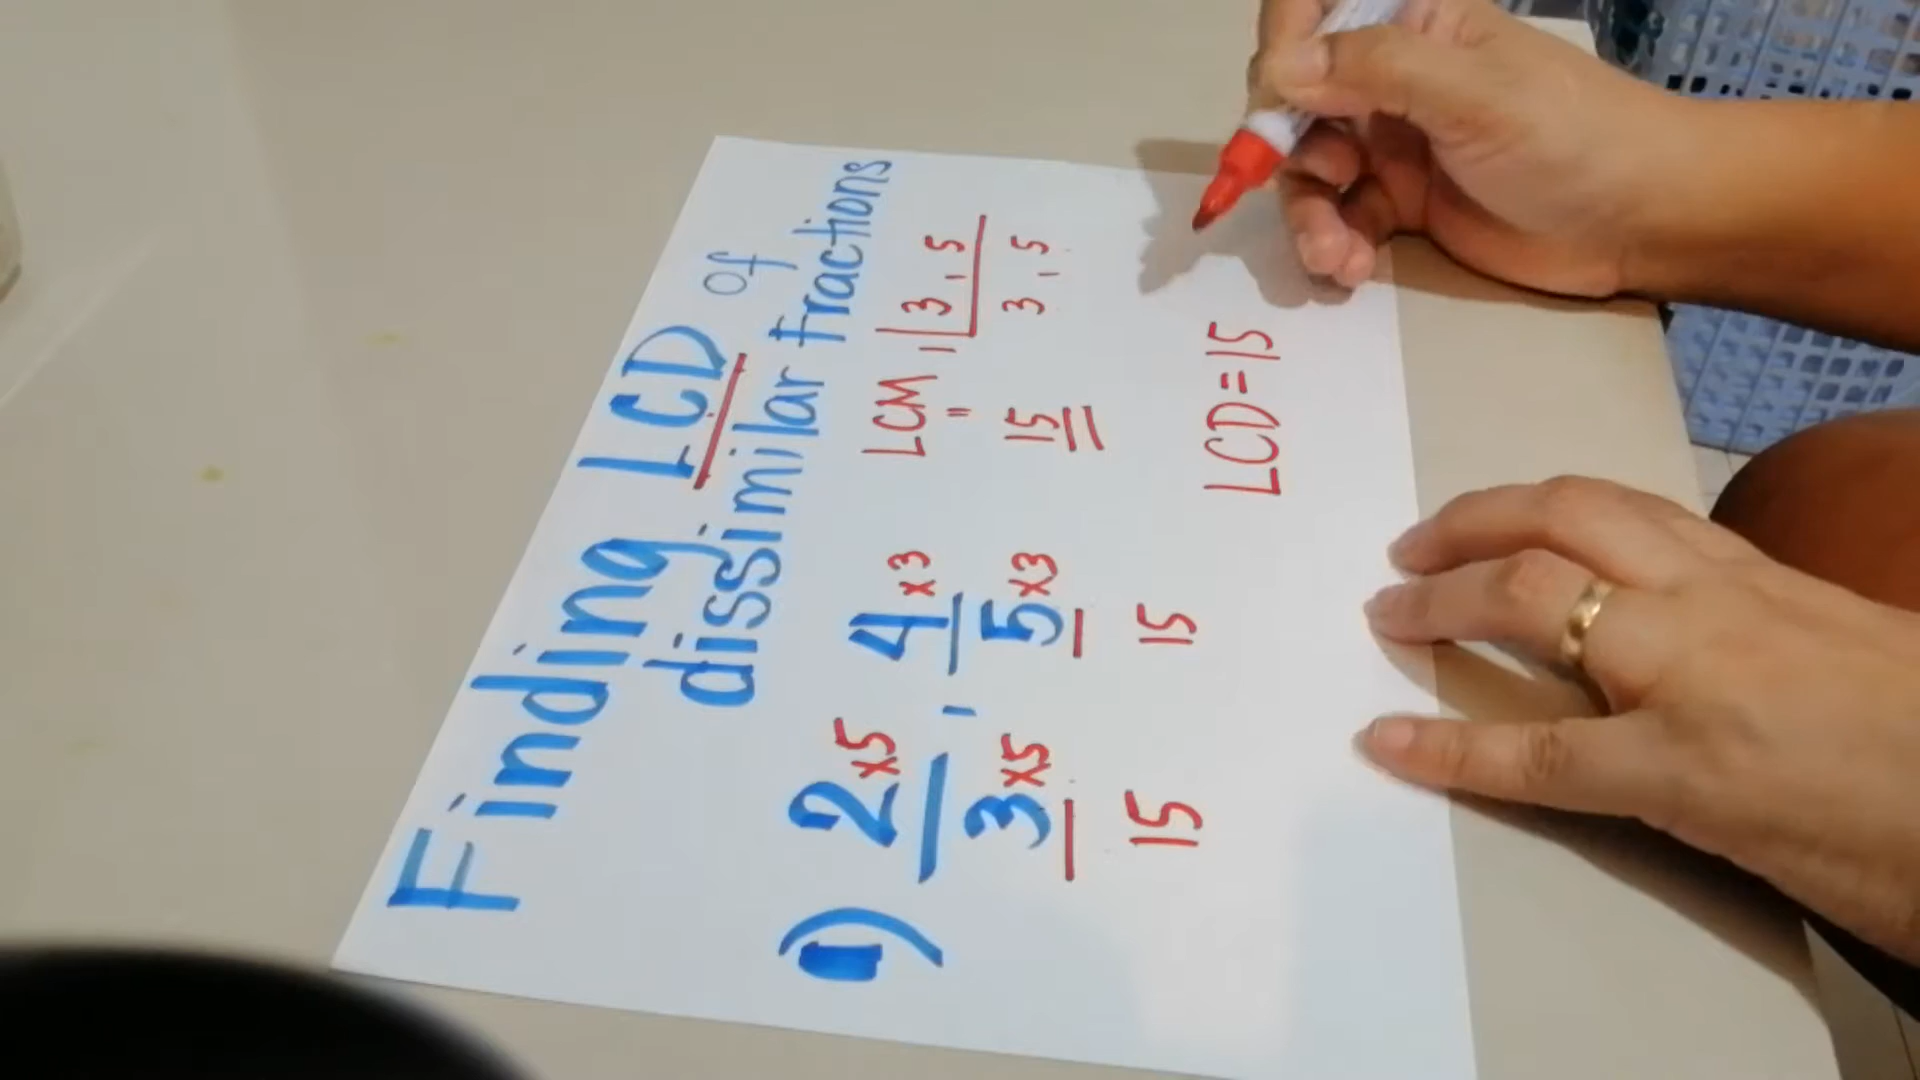 Finding LCD of
dissimilar fractions
a) 2x5 , 4x3
3x5 5x3
15 15
LCM 1 3, 5
= 3, 5
15
LCD=15